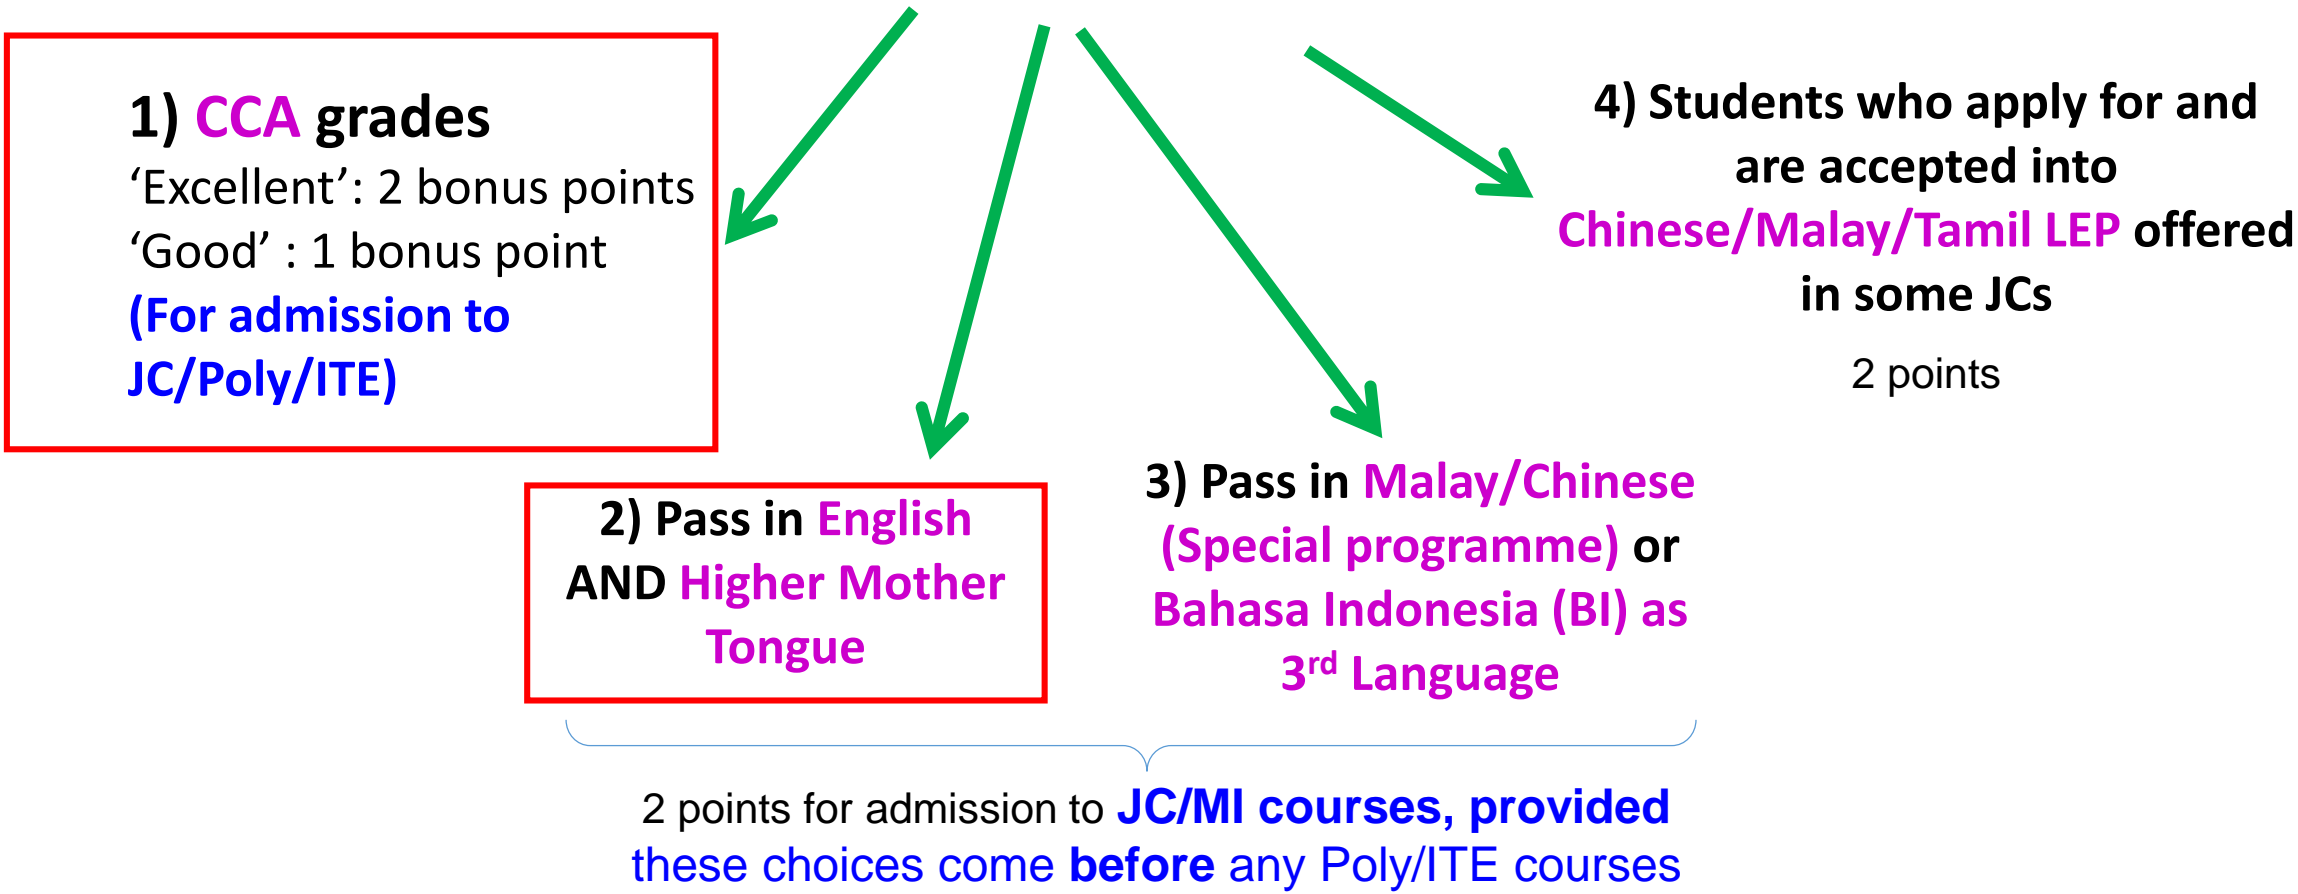 1) CCA grades
‘Excellent’: 2 bonus points
‘Good’ : 1 bonus point
(For admission to
JC/Poly/ITE)
2) Pass in English
AND Higher Mother
Tongue
3) Pass in Malay/Chinese
(Special programme) or
Bahasa Indonesia (BI) as
3rd Language
4) Students who apply for and
are accepted into
Chinese/Malay/Tamil LEP offered
in some JCs
2 points
2 points for admission to JC/MI courses, provided
these choices come before any Poly/ITE courses